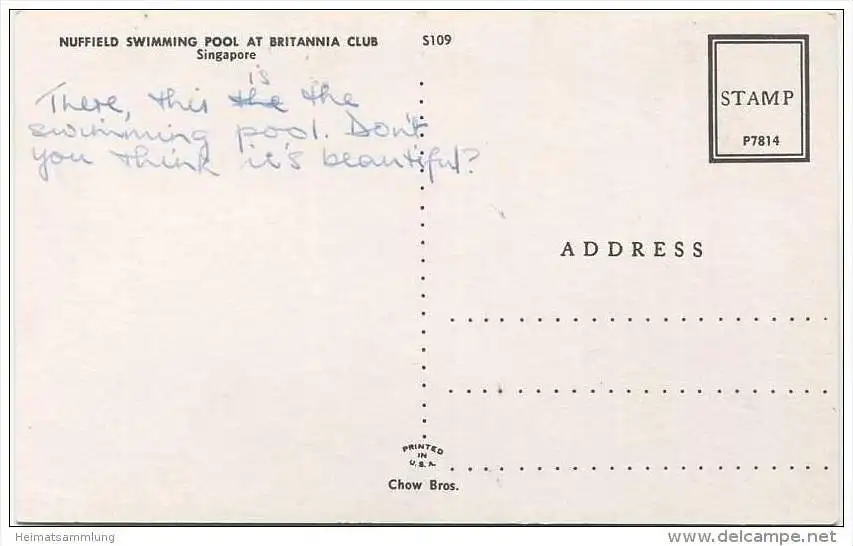 NUFFIELD SWIMMING POOL AT BRITANNIA CLUB S109
Singapore
is
There, this the the
swimming pool. Don't
you think it's beautiful?
STAMP
P7814
ADDRESS
PRINTED
IN
U.S.A.
Chow Bros.
Heimatsammlung
www.delcampe.net